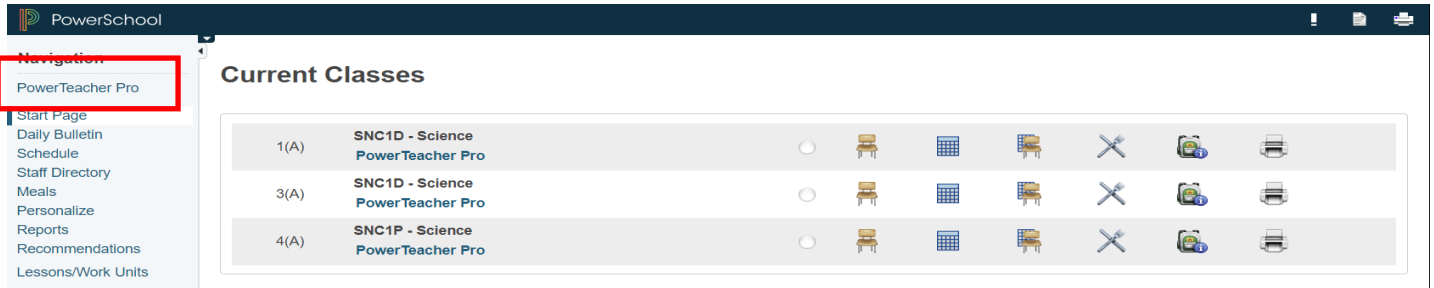 PowerSchool
Navigation
PowerTeacher Pro
Start Page
Daily Bulletin
Schedule
Staff Directory
Meals
Personalize
Reports
Recommendations
Lessons/Work Units
Current Classes
1(A) SNC1D - Science
PowerTeacher Pro
3(A) SNC1D - Science
PowerTeacher Pro
4(A) SNC1P - Science
PowerTeacher Pro